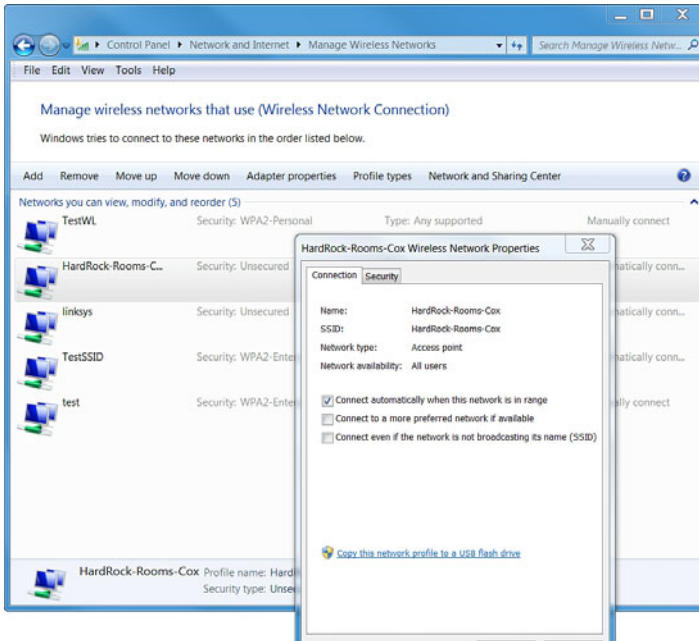 Control Panel Network and Internet Manage Wireless Networks Search Manage Wireless Netw...
File Edit View Tools Help
Manage wireless networks that use (Wireless Network Connection)
Windows tries to connect to these networks in the order listed below.
Add Remove Move up Move down Adapter properties Profile types Network and Sharing Center
Networks you can view, modify, and reorder (5)
TestWL Security: WPA2-Personal Type: Any supported Manually connect
HardRock-Rooms-C... Security: Unsecured
linksys Security: Unsecured
TestSSID Security: WPA2-Enter
test Security: WPA2-Enter
HardRock-Rooms-Cox Profile name: Hard
Security type: Unse
HardRock-Rooms-Cox Wireless Network Properties
Connection Security
Name: HardRock-Rooms-Cox
SSID: HardRock-Rooms-Cox
Network type: Access point
Network availability: All users
Connect automatically when this network is in range
Connect to a more preferred network if available
Connect even if the network is not broadcasting its name (SSID)
Copy this network profile to a USB flash drive